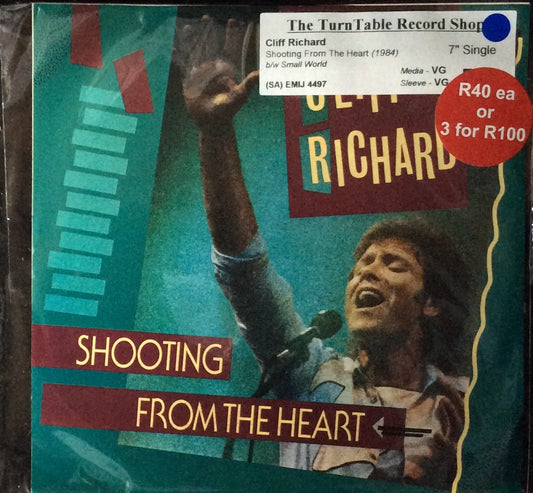 The TurnTable Record Shop
Cliff Richard
7" Single
Shooting From The Heart (1984)
b/w Small World
Media - VG
(SA) EMIJ 4497
Sleeve - VG
R40 ea
or
3 for R100
RICHARD
SHOOTING
FROM THE HEART